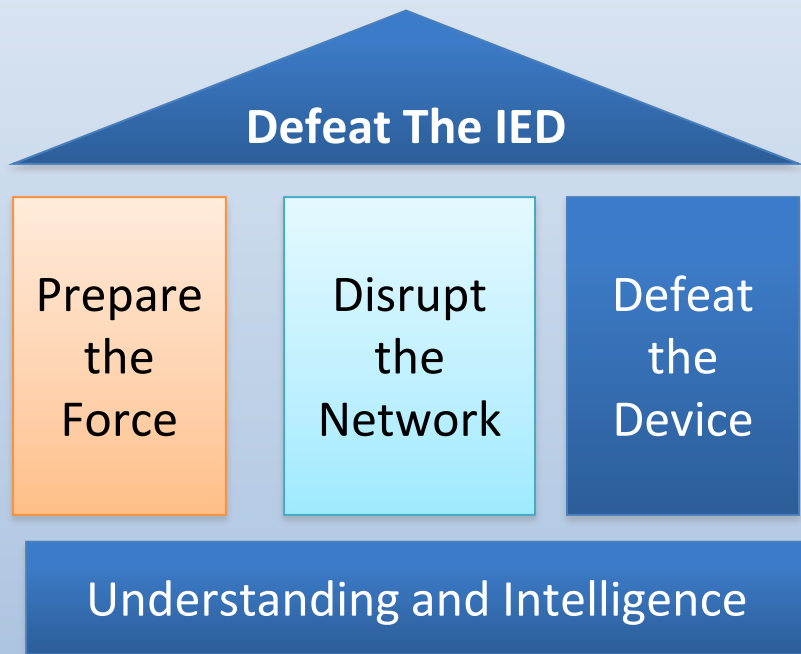 Defeat The IED
Prepare
the
Force
Disrupt
the
Network
Defeat
the
Device
Understanding and Intelligence